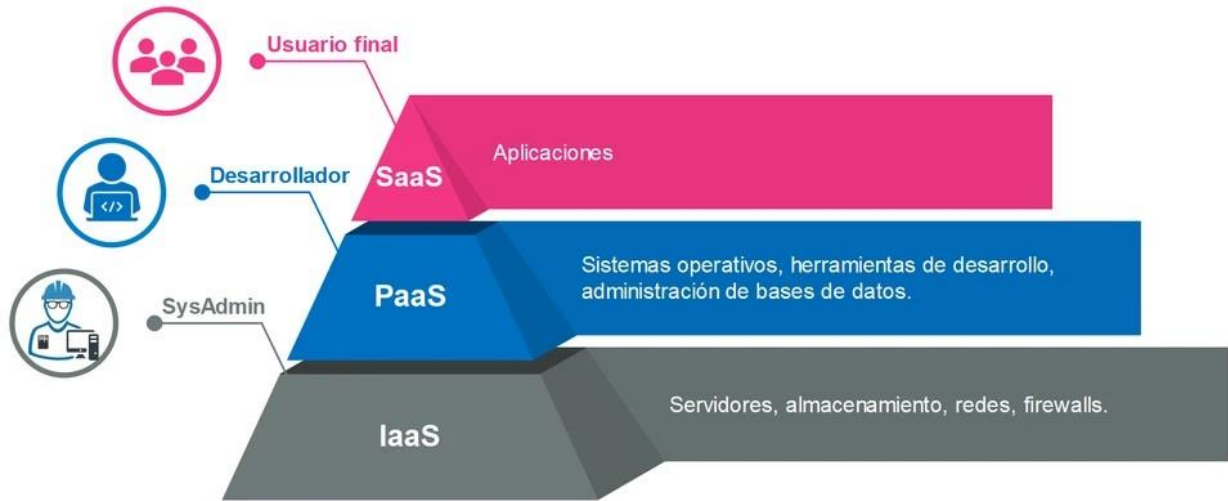 Usuario final
SaaS
Aplicaciones
Desarrollador
</>
PaaS
Sistemas operativos, herramientas de desarrollo,
administración de bases de datos.
SysAdmin
IaaS
Servidores, almacenamiento, redes, firewalls.